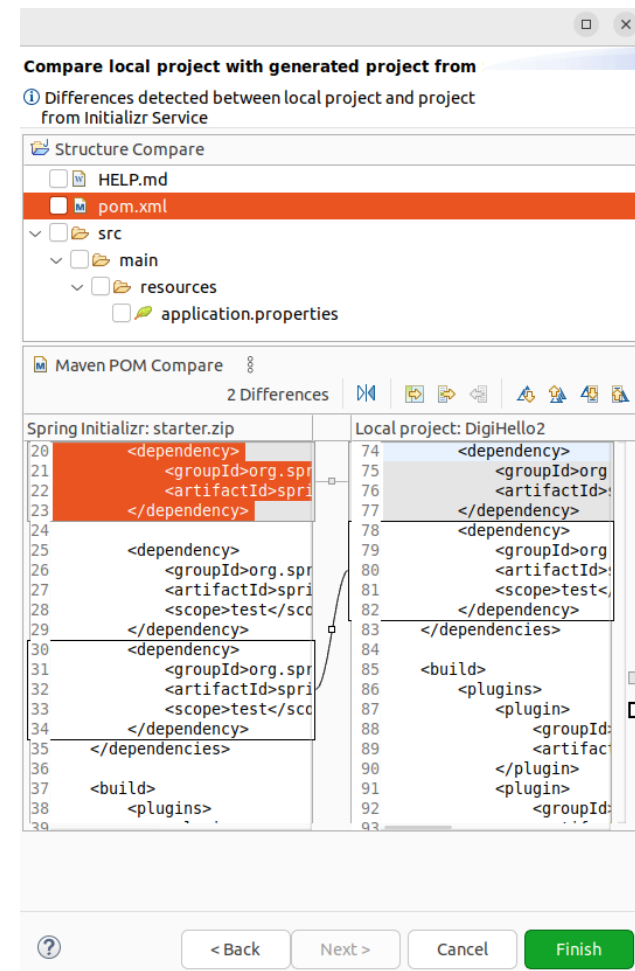 Compare local project with generated project from
Differences detected between local project and project
from Initializr Service
Structure Compare
HELP.md
pom.xml
src
main
resources
application.properties
Maven POM Compare
2 Differences
Spring Initializr: starter.zip
20 <dependency>
21 <groupId>org.spr
22 <artifactId>spri
23 </dependency>
24
25 <dependency>
26 <groupId>org.spr
27 <artifactId>spri
28 <scope>test</sco
29 </dependency>
30 <dependency>
31 <groupId>org.spr
32 <artifactId>spri
33 <scope>test</sco
34 </dependency>
35 </dependencies>
36
37 <build>
38 <plugins>
39
Local project: DigiHello2
74 <dependency>
75 <groupId>org
76 <artifactId>s
77 </dependency>
78 <dependency>
79 <groupId>org
80 <artifactId>s
81 <scope>test</
82 </dependency>
83 </dependencies>
84
85 <build>
86 <plugins>
87 <plugin>
88 <groupId>
89 <artifact
90 </plugin>
91 <plugin>
92 <groupId>
93
< Back
Next >
Cancel
Finish